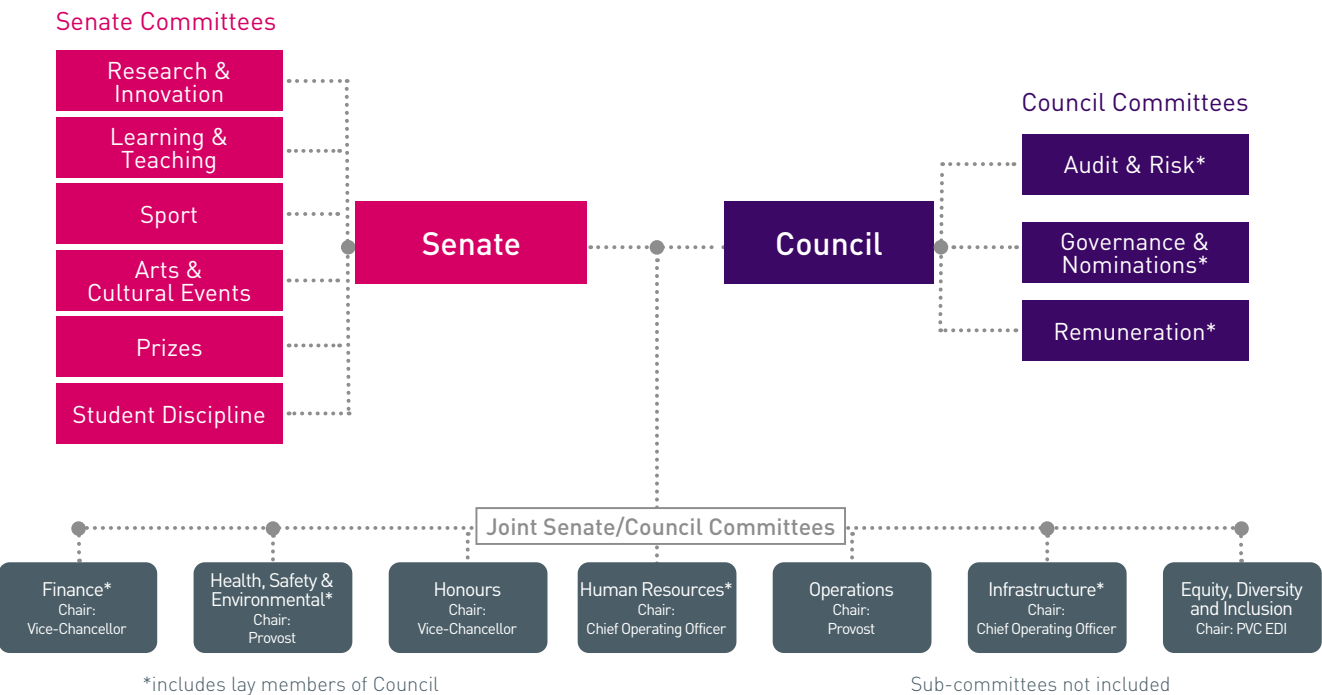 Senate Committees
Research &
Innovation
Learning &
Teaching
Sport
Arts &
Cultural Events
Prizes
Student Discipline
Senate
Council
Council Committees
Audit & Risk*
Governance &
Nominations*
Remuneration*
Joint Senate/Council Committees
Finance*
Chair:
Vice-Chancellor
Health, Safety &
Environmental*
Chair:
Provost
Honours
Chair:
Vice-Chancellor
Human Resources*
Chair:
Chief Operating Officer
Operations
Chair:
Provost
Infrastructure*
Chair:
Chief Operating Officer
Equity, Diversity
and Inclusion
Chair: PVC EDI
*includes lay members of Council
Sub-committees not included